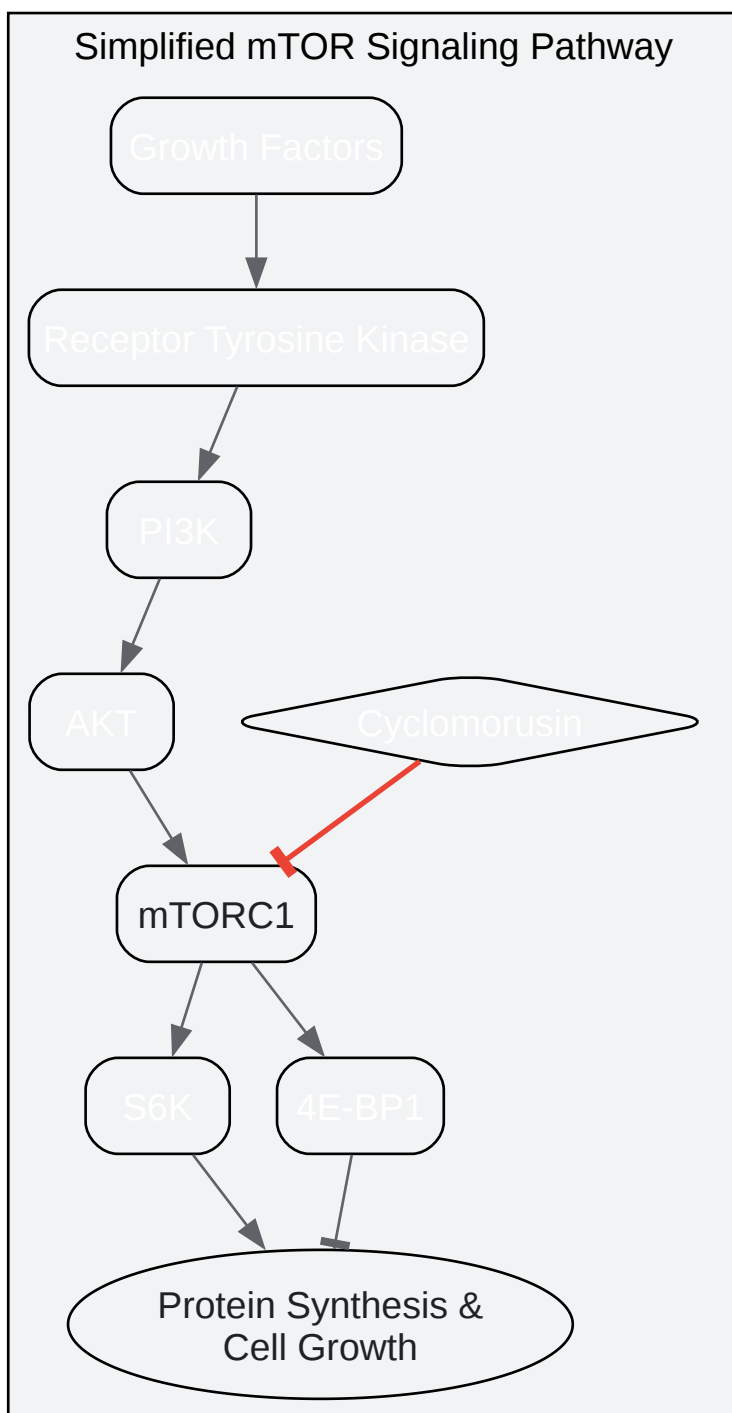 Simplified mTOR Signaling Pathway
Growth Factors
Receptor Tyrosine Kinase
PI3K
AKT
Cyclomorusin
mTORC1
S6K
4E-BP1
Protein Synthesis &
Cell Growth